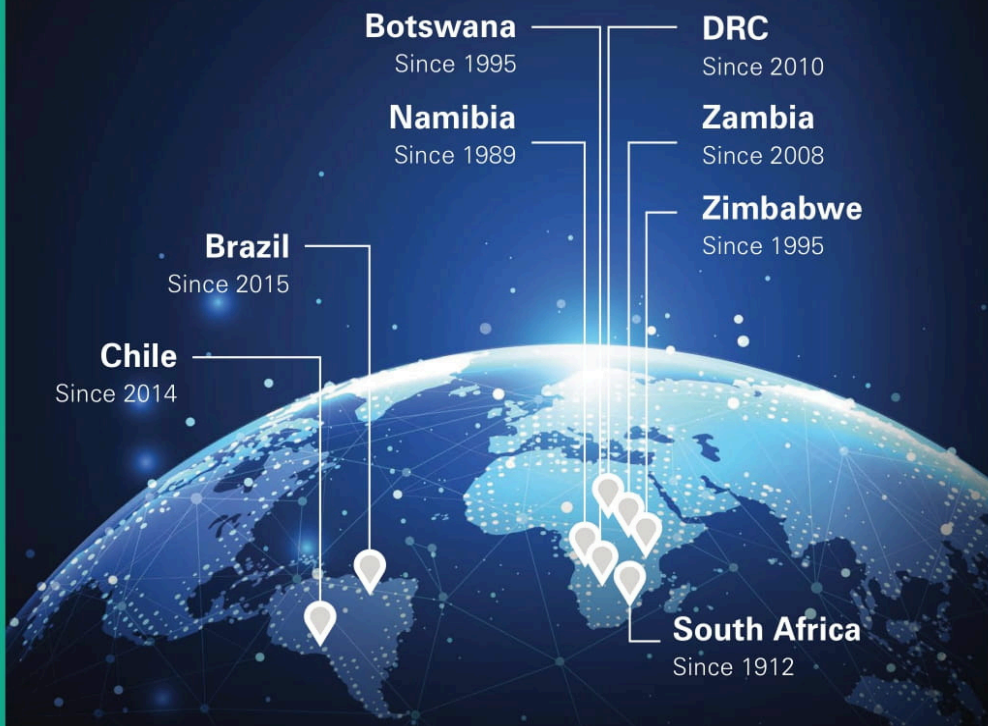 Botswana
Since 1995
DRC
Since 2010
Namibia
Since 1989
Zambia
Since 2008
Zimbabwe
Since 1995
Brazil
Since 2015
Chile
Since 2014
South Africa
Since 1912